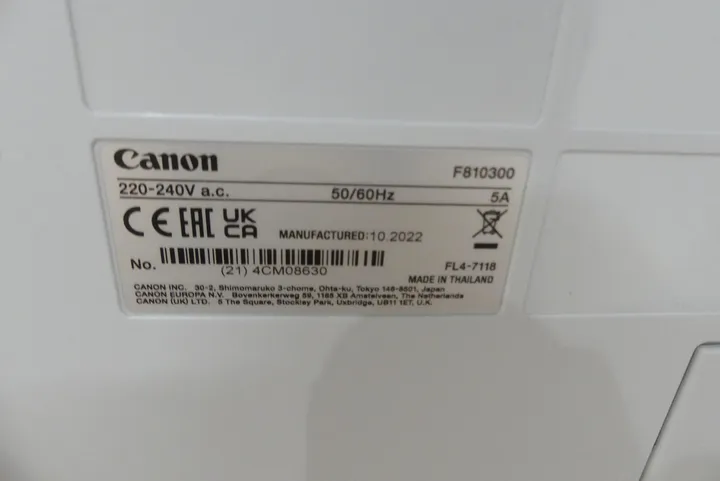 Canon
F810300
220-240V a.c. 50/60Hz 5A
CE EAC UK CA
MANUFACTURED:10.2022
No. (21) 4CM08630
FL4-7118
MADE IN THAILAND
CANON INC. 30-2, Shimomaruko 3-chome, Ohta-ku, Tokyo 146-8501, Japan
CANON EUROPA N.V. Bovenkerkerweg 59, 1185 XB Amstelveen, The Netherlands
CANON (UK) LTD. 5 The Square, Stockley Park, Uxbridge, UB11 1ET, U.K.